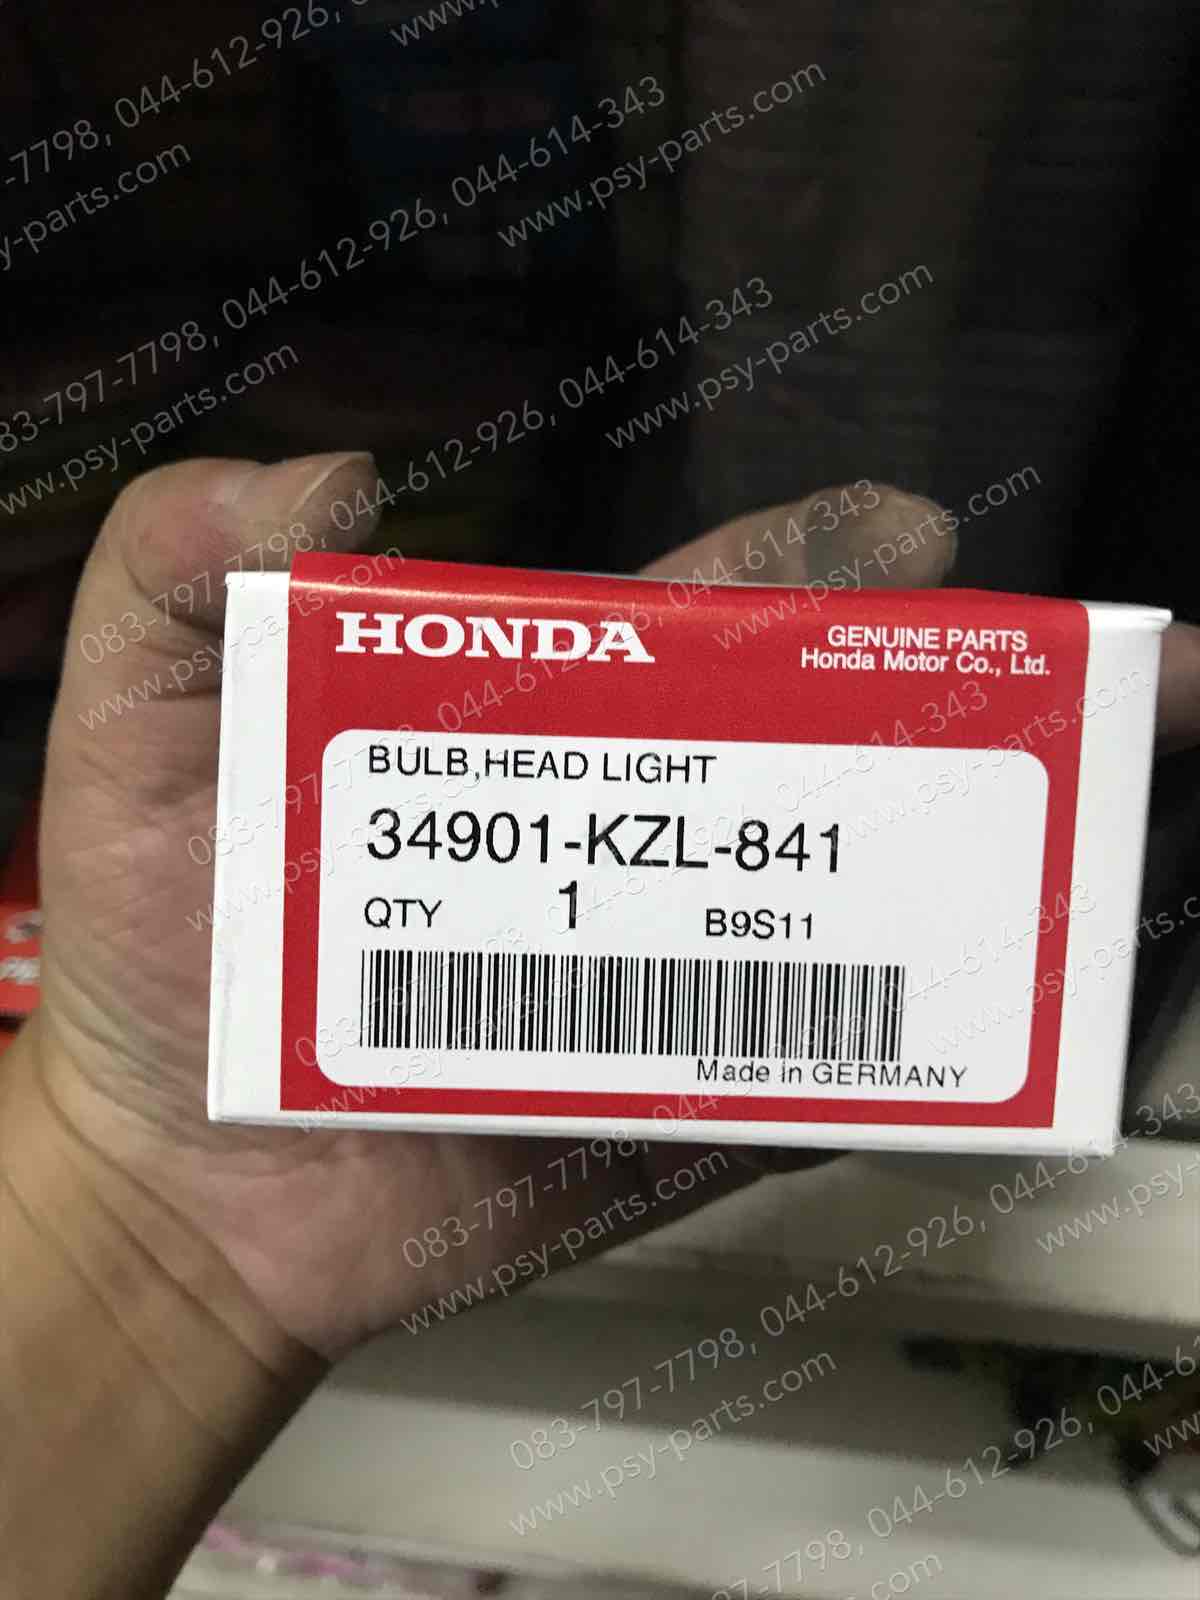 HONDA
GENUINE PARTS
Honda Motor Co., Ltd.
BULB,HEAD LIGHT
34901-KZL-841
QTY 1 B9S11
Made in GERMANY
083-797-7798, 044-612-926, 044-614-343
www.psy-parts.com